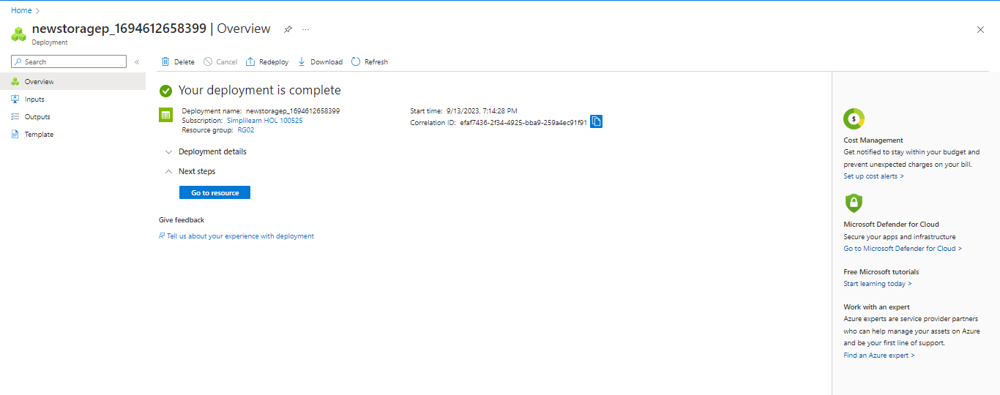 Home >
newstoragep_1694612658399 | Overview ...
Deployment
Search «
Overview
Inputs
Outputs
Template
Delete Cancel Redeploy Download Refresh
Your deployment is complete
Deployment name: newstoragep_1694612658399
Subscription: Simplilearn HOL 100525
Resource group: RG02
Start time: 9/13/2023, 7:14:28 PM
Correlation ID: efaf7436-2f34-4925-bba9-259a4ec91f91
Deployment details
Next steps
Go to resource
Give feedback
Tell us about your experience with deployment
$
Cost Management
Get notified to stay within your budget and
prevent unexpected charges on your bill.
Set up cost alerts >
Microsoft Defender for Cloud
Secure your apps and infrastructure
Go to Microsoft Defender for Cloud >
Free Microsoft tutorials
Start learning today >
Work with an expert
Azure experts are service provider partners
who can help manage your assets on Azure
and be your first line of support.
Find an Azure expert >